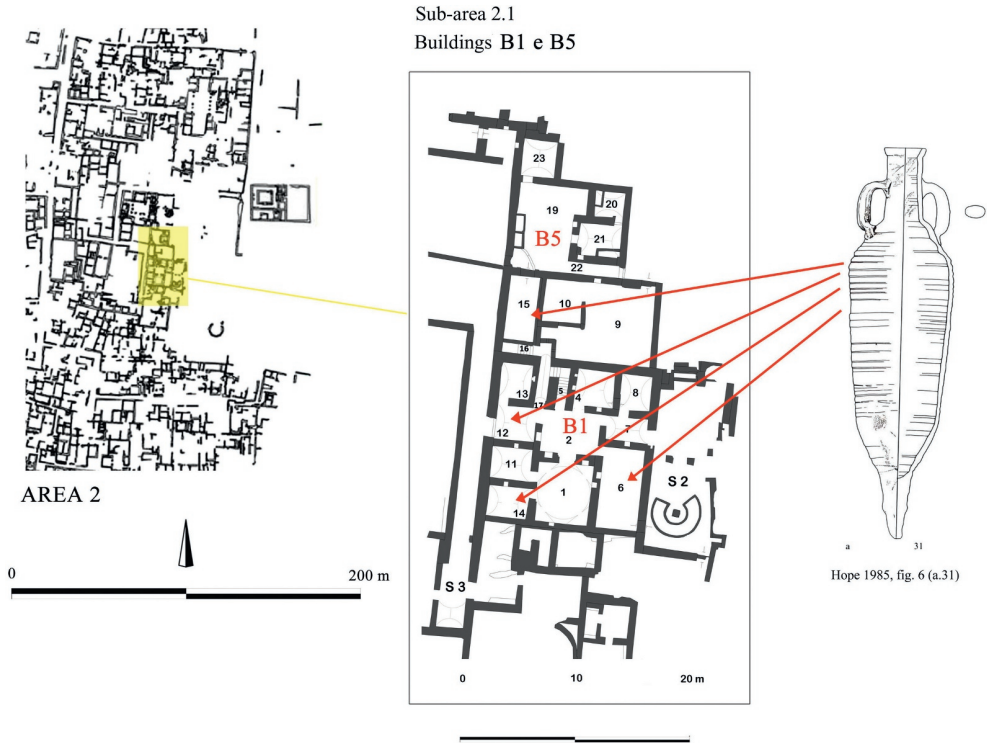 Sub-area 2.1
Buildings B1 e B5
23
19
20
B5
21
22
15
10
9
16
13
5
4
8
17
B1
12
2
7
11
1
6
S 2
14
S 3
0
10
20 m
AREA 2
0
200 m
a
31
Hope 1985, fig. 6 (a.31)